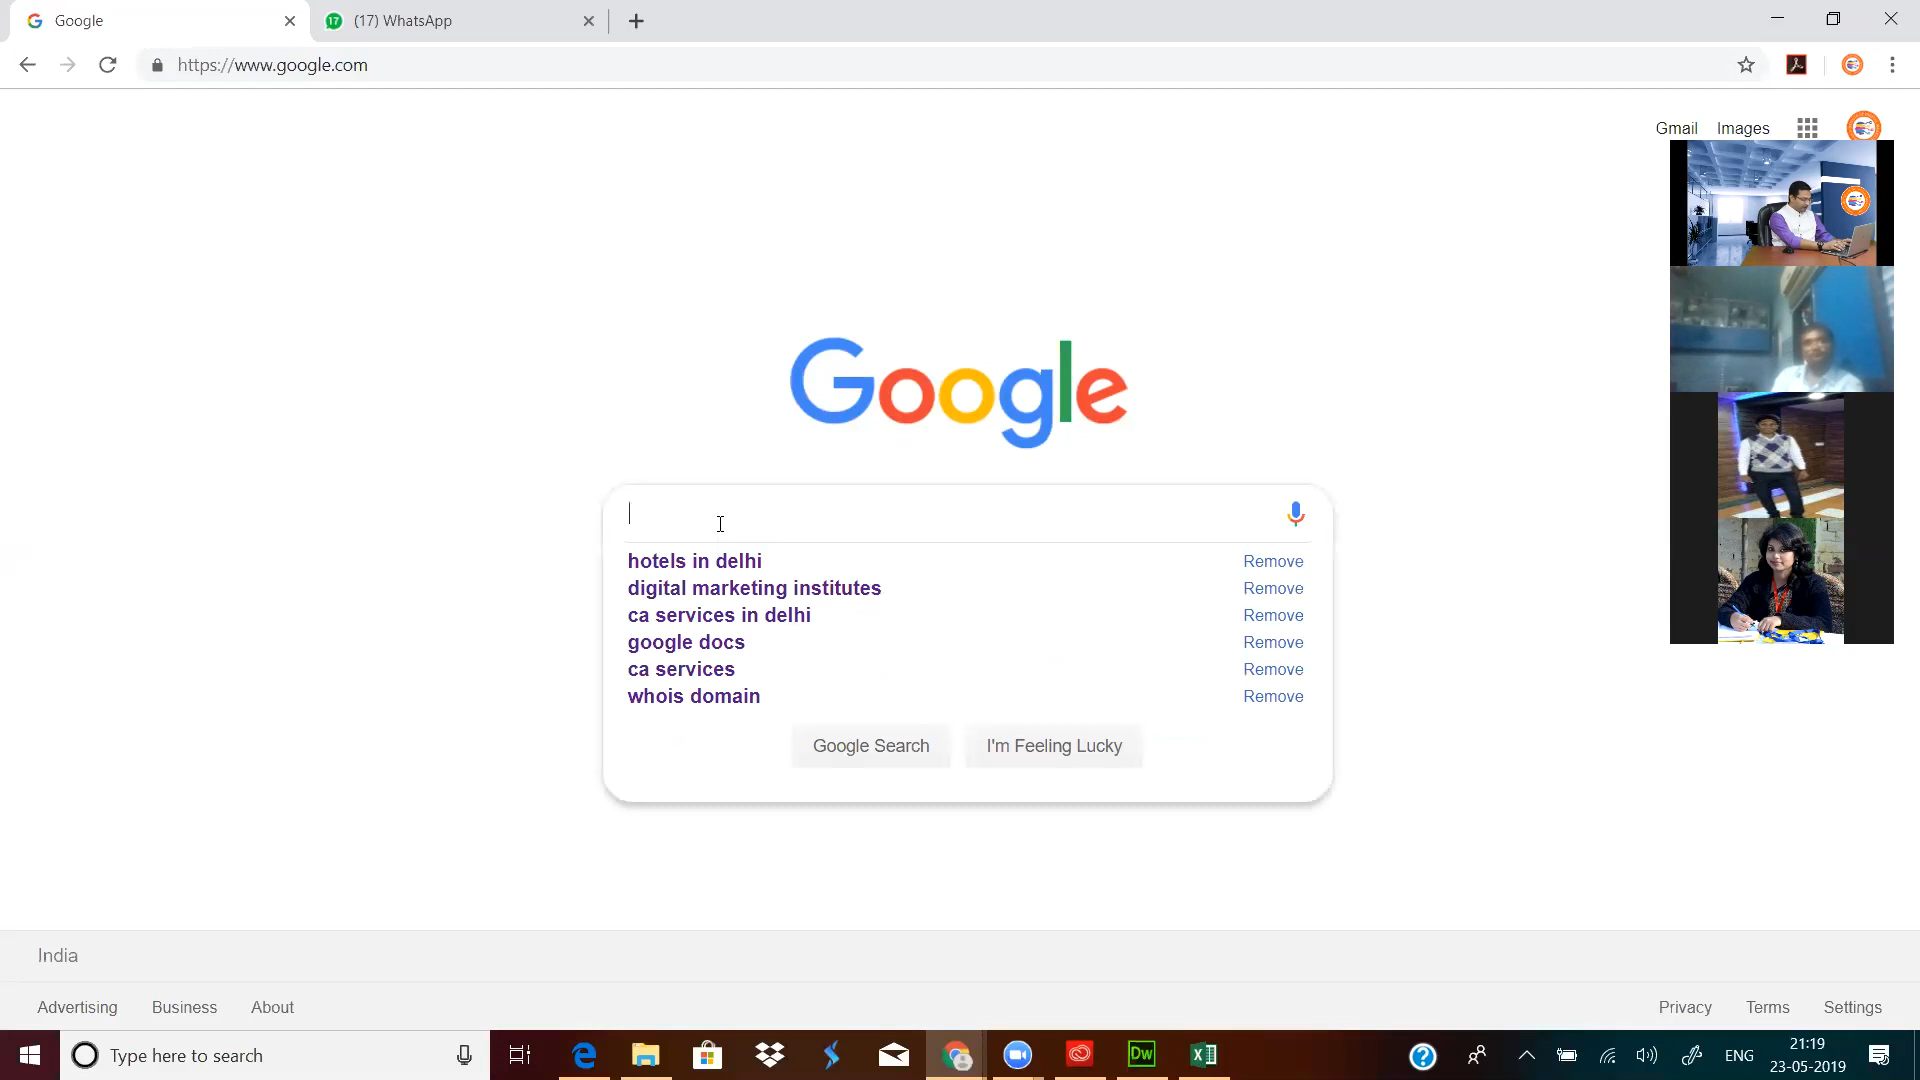 Google
17
(17) WhatsApp
https://www.google.com
Gmail Images
Google
hotels in delhi Remove
digital marketing institutes Remove
ca services in delhi Remove
google docs Remove
ca services Remove
whois domain Remove
Google Search I'm Feeling Lucky
India
Advertising Business About
Privacy Terms Settings
Type here to search
Dw
ENG
21:19
23-05-2019